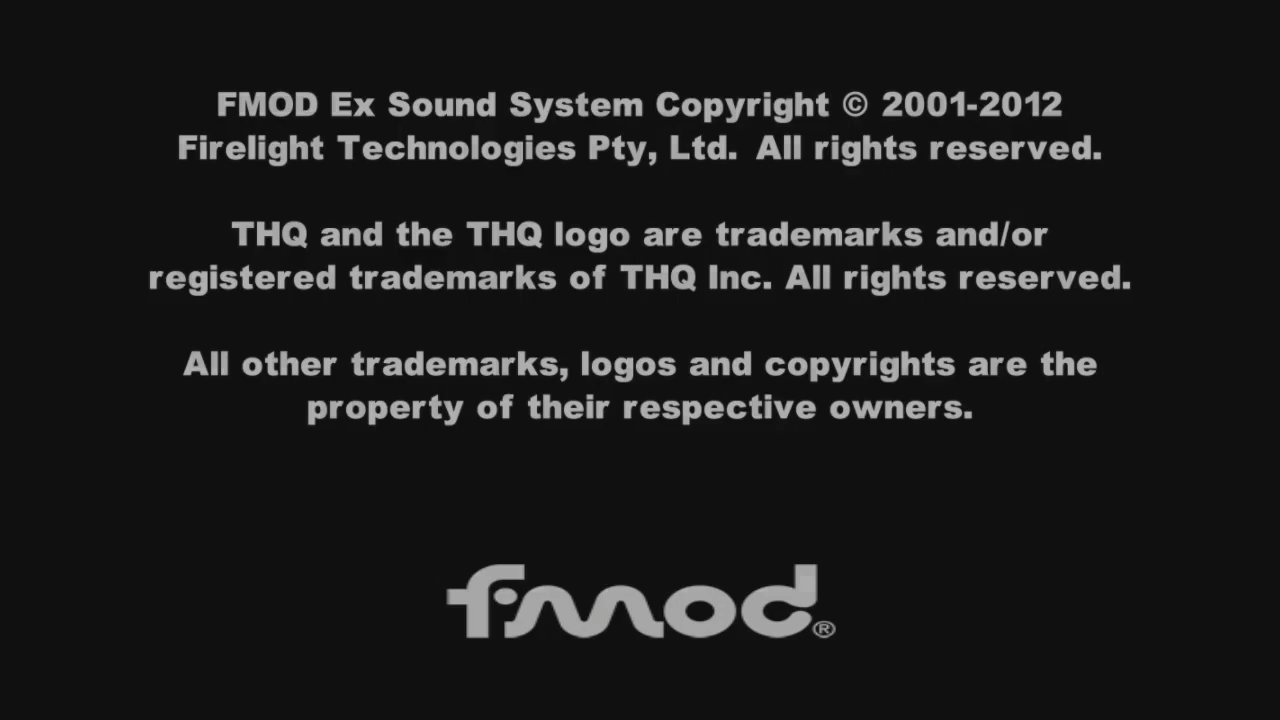 FMOD Ex Sound System Copyright © 2001-2012
Firelight Technologies Pty, Ltd. All rights reserved.
THQ and the THQ logo are trademarks and/or
registered trademarks of THQ Inc. All rights reserved.
All other trademarks, logos and copyrights are the
property of their respective owners.
fmod®